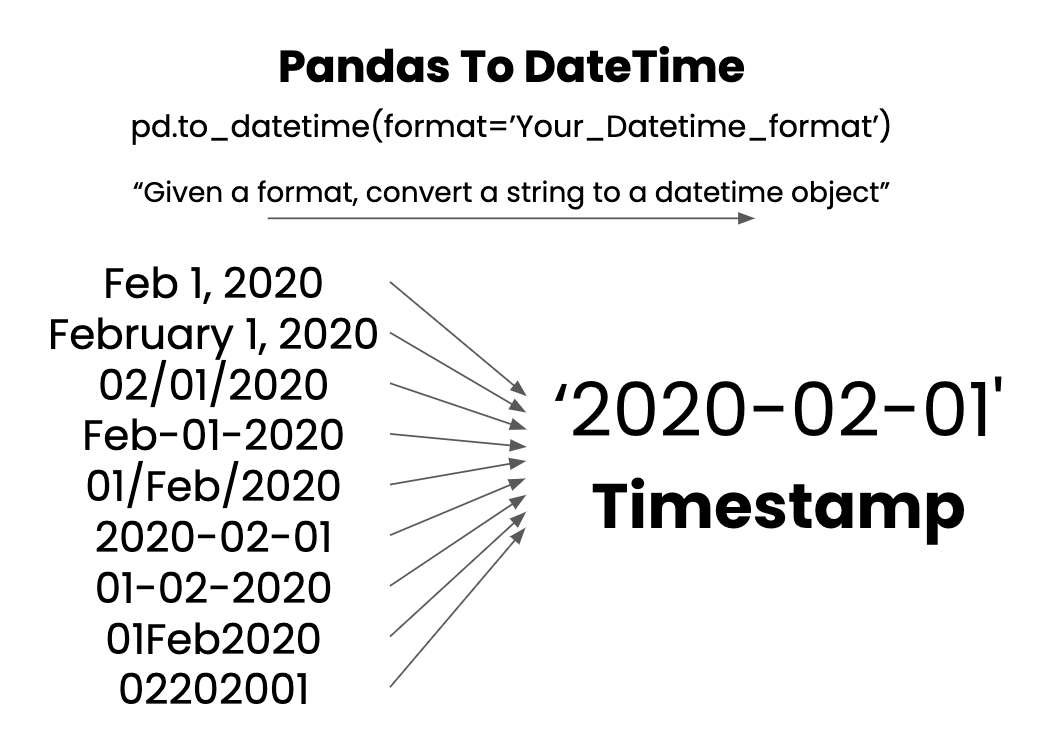 Pandas To DateTime
pd.to_datetime(format=’Your_Datetime_format’)
“Given a format, convert a string to a datetime object”
Feb 1, 2020
February 1, 2020
02/01/2020
Feb-01-2020
01/Feb/2020
2020-02-01
01-02-2020
01Feb2020
02202001
‘2020-02-01'
Timestamp